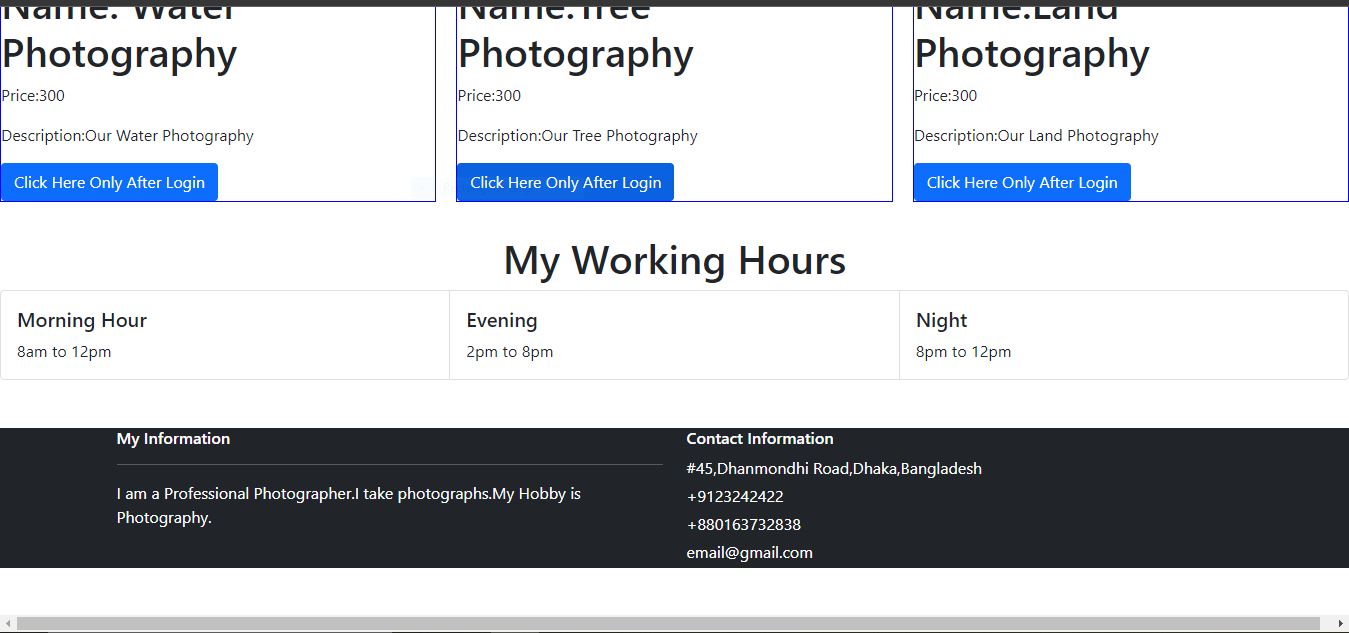 Name: Water
Photography
Price:300
Description:Our Water Photography
Click Here Only After Login
Name:Tree
Photography
Price:300
Description:Our Tree Photography
Click Here Only After Login
Name:Land
Photography
Price:300
Description:Our Land Photography
Click Here Only After Login
My Working Hours
Morning Hour
8am to 12pm
Evening
2pm to 8pm
Night
8pm to 12pm
My Information
I am a Professional Photographer.I take photographs.My Hobby is
Photography.
Contact Information
#45,Dhanmondhi Road,Dhaka,Bangladesh
+9123242422
+880163732838
email@gmail.com